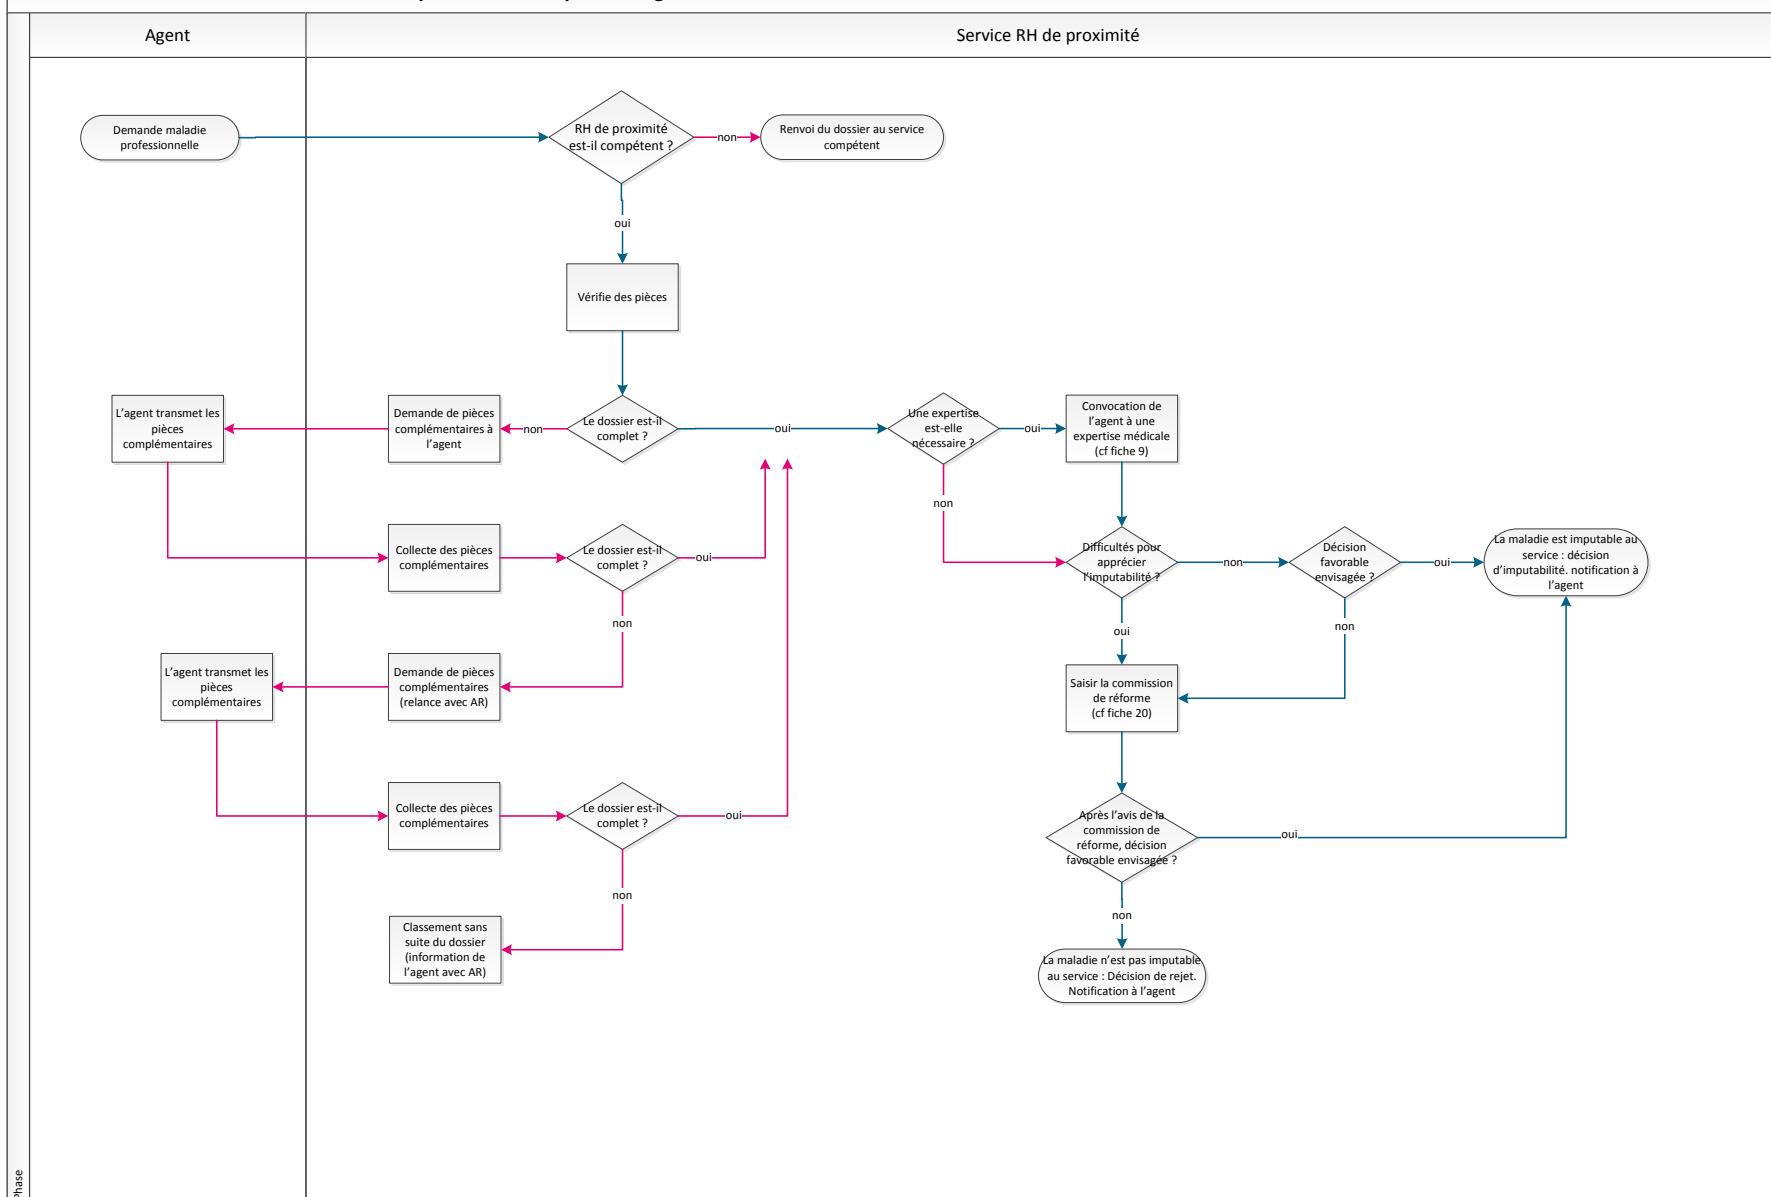 Agent
Service RH de proximité
Demande maladie
professionnelle
RH de proximité
est-il compétent ?
non
Renvoi du dossier au service
compétent
oui
Vérifie des pièces
L'agent transmet les
pièces
complémentaires
Demande de pièces
complémentaires à
l'agent
non
Le dossier est-il
complet ?
oui
Une expertise
est-elle
nécessaire ?
oui
Convocation de
l'agent à une
expertise médicale
(cf fiche 9)
non
Collecte des pièces
complémentaires
Le dossier est-il
complet ?
oui
Difficultés pour
apprécier
l'imputabilité ?
non
Décision
favorable
envisagée ?
oui
La maladie est imputable au
service : décision
d'imputabilité. notification à
l'agent
non
oui
non
L'agent transmet les
pièces
complémentaires
Demande de pièces
complémentaires
(relance avec AR)
Saisir la commission
de réforme
(cf fiche 20)
Collecte des pièces
complémentaires
Le dossier est-il
complet ?
oui
Après l'avis de la
commission de
réforme, décision
favorable envisagée ?
oui
non
non
Classement sans
suite du dossier
(information de
l'agent avec AR)
La maladie n'est pas imputable
au service : Décision de rejet.
Notification à l'agent
Phase